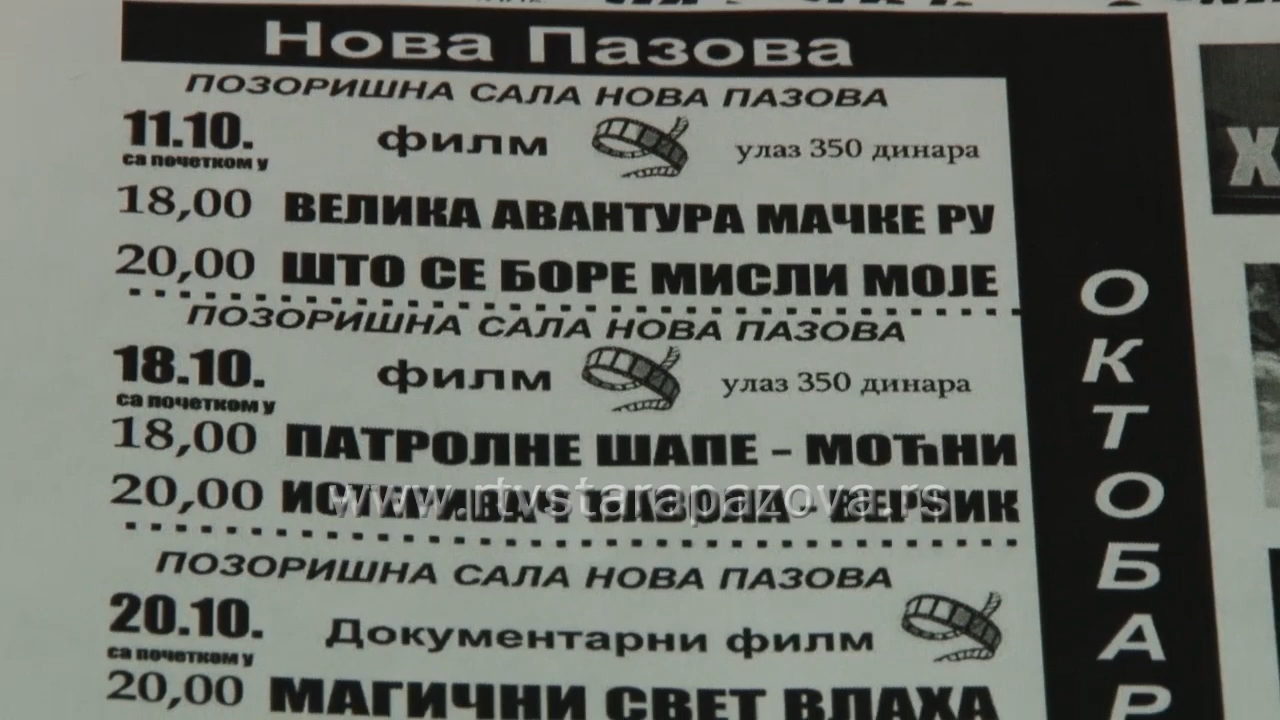 Нова Пазова
ПОЗОРИШНА САЛА НОВА ПАЗОВА
11.10. филм улаз 350 динара
са почетком у
18,00 ВЕЛИКА АВАНТУРА МАЧКЕ РУ
20,00 ШТО СЕ БОРЕ МИСЛИ МОЈЕ
ПОЗОРИШНА САЛА НОВА ПАЗОВА
18.10. филм улаз 350 динара
са почетком у
18,00 ПАТРОЛНЕ ШАПЕ - МОЋНИ
20,00 ИСТЕРИВАЧ ЂАВОЛА - ВЕРНИК
www.rtvstarapazova.rs
ПОЗОРИШНА САЛА НОВА ПАЗОВА
20.10. Документарни филм
са почетком у
20,00 МАГИЧНИ СВЕТ ВЛАХА
ОКТОБАР
Х